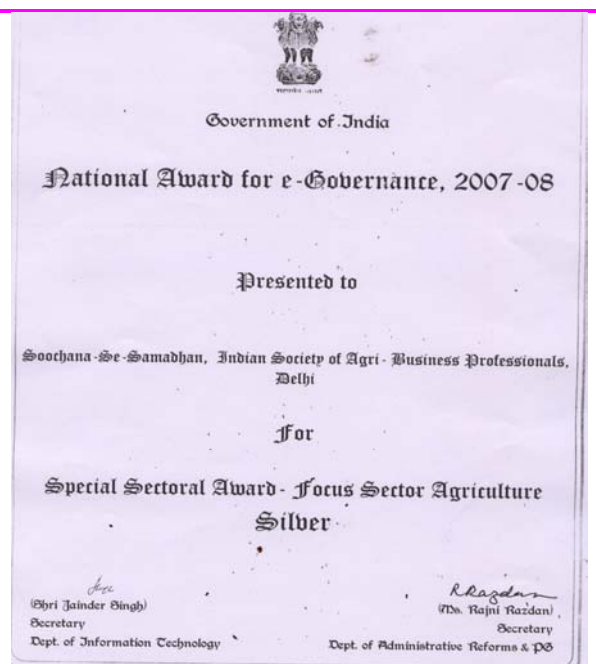 Government of India
National Award for e-Governance, 2007-08
Presented to
Soochana-Se-Samadhan, Indian Society of Agri-Business Professionals,
Delhi
For
Special Sectoral Award- Focus Sector Agriculture
Silver
RRazdan
(Shri Jainder Singh)
Secretary
Dept. of Information Technology
(Ms. Rajni Razdan)
Secretary
Dept. of Administrative Reforms & PG